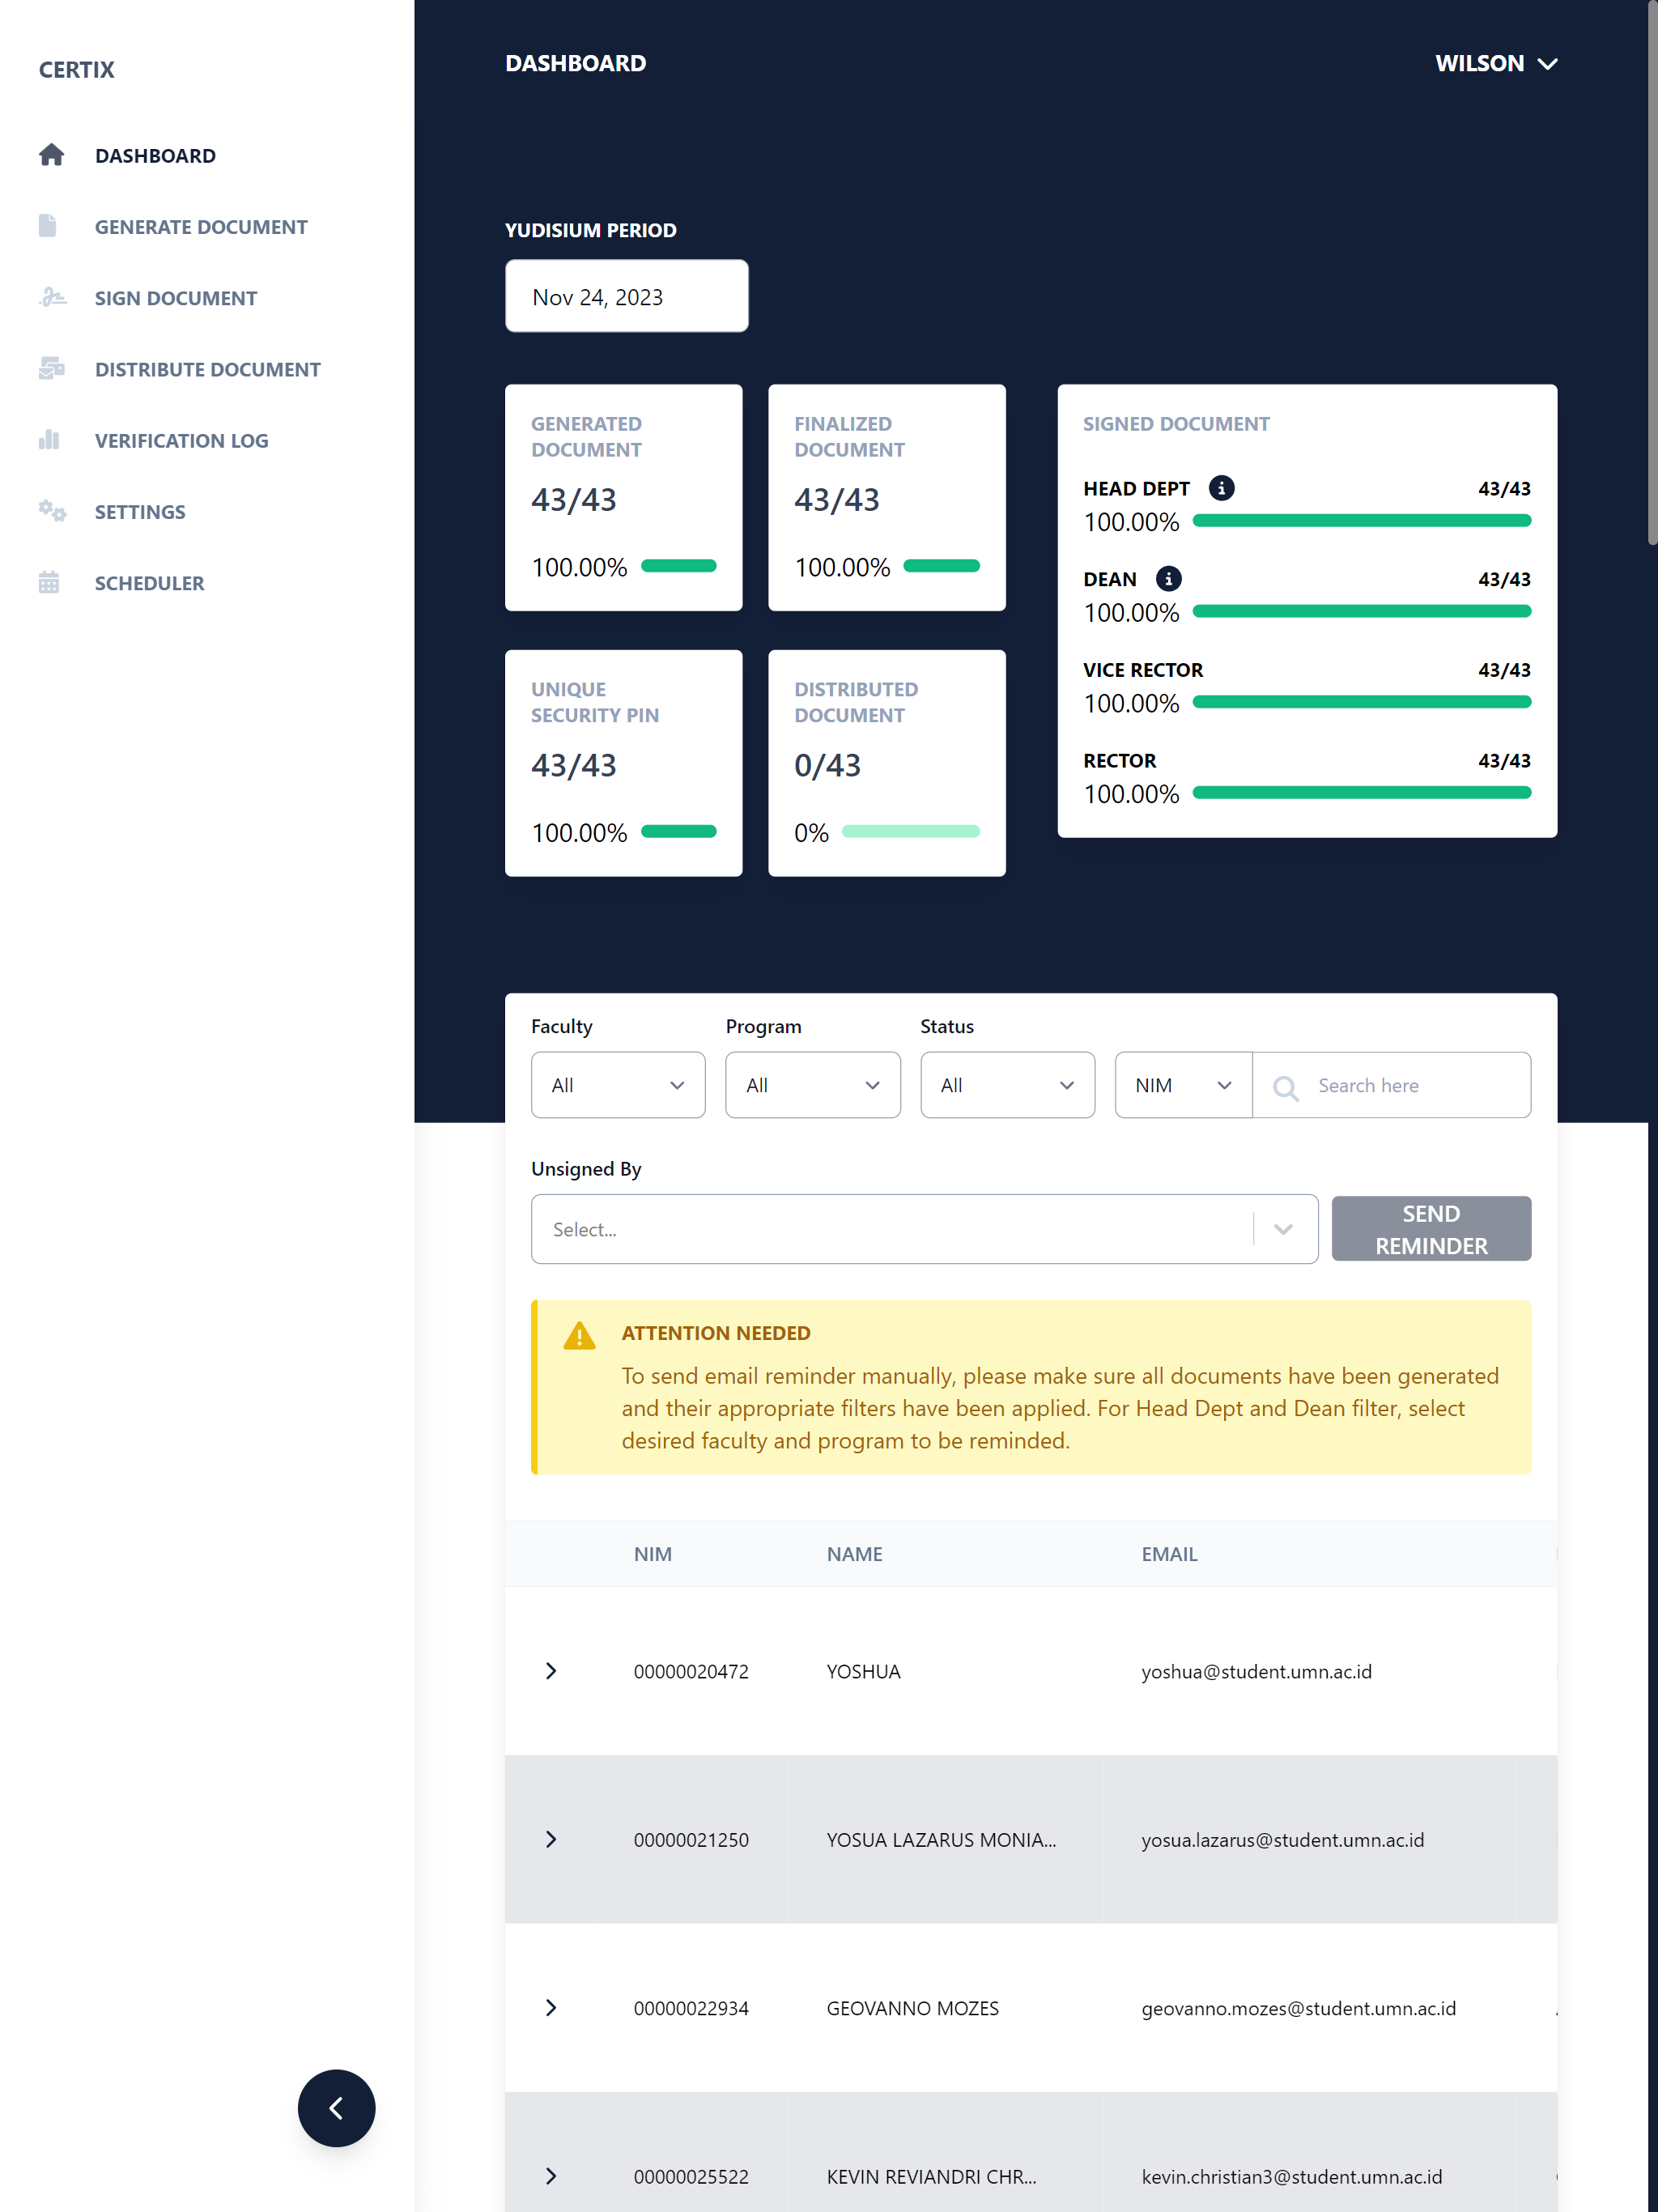 CERTIX
DASHBOARD
GENERATE DOCUMENT
SIGN DOCUMENT
DISTRIBUTE DOCUMENT
VERIFICATION LOG
SETTINGS
SCHEDULER
DASHBOARD
WILSON
YUDISIUM PERIOD
Nov 24, 2023
GENERATED
DOCUMENT
43/43
100.00%
FINALIZED
DOCUMENT
43/43
100.00%
UNIQUE
SECURITY PIN
43/43
100.00%
DISTRIBUTED
DOCUMENT
0/43
0%
SIGNED DOCUMENT
HEAD DEPT 43/43
100.00%
DEAN 43/43
100.00%
VICE RECTOR 43/43
100.00%
RECTOR 43/43
100.00%
Faculty Program Status
All All All NIM Search here
Unsigned By
Select...
SEND
REMINDER
ATTENTION NEEDED
To send email reminder manually, please make sure all documents have been generated
and their appropriate filters have been applied. For Head Dept and Dean filter, select
desired faculty and program to be reminded.
NIM NAME EMAIL
00000020472 YOSHUA yoshua@student.umn.ac.id
00000021250 YOSUA LAZARUS MONIA... yosua.lazarus@student.umn.ac.id
00000022934 GEOVANNO MOZES geovanno.mozes@student.umn.ac.id
00000025522 KEVIN REVIANDRI CHR... kevin.christian3@student.umn.ac.id